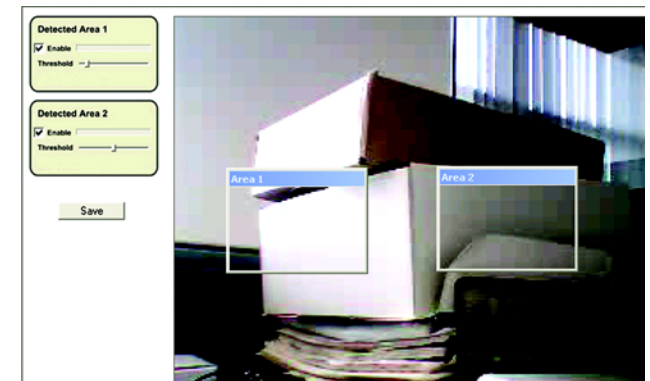 Detected Area 1
Enable
Threshold
Detected Area 2
Enable
Threshold
Save
Area 1
Area 2